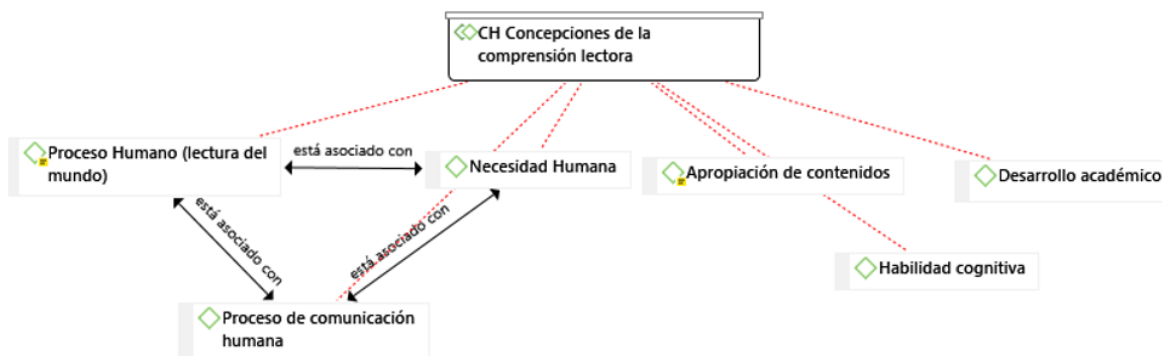 CH Concepciones de la
comprensión lectora
Proceso Humano (lectura del
mundo)
está asociado con
Necesidad Humana
Apropiación de contenidos
Desarrollo académico
está asociado con
está asociado con
Habilidad cognitiva
Proceso de comunicación
humana